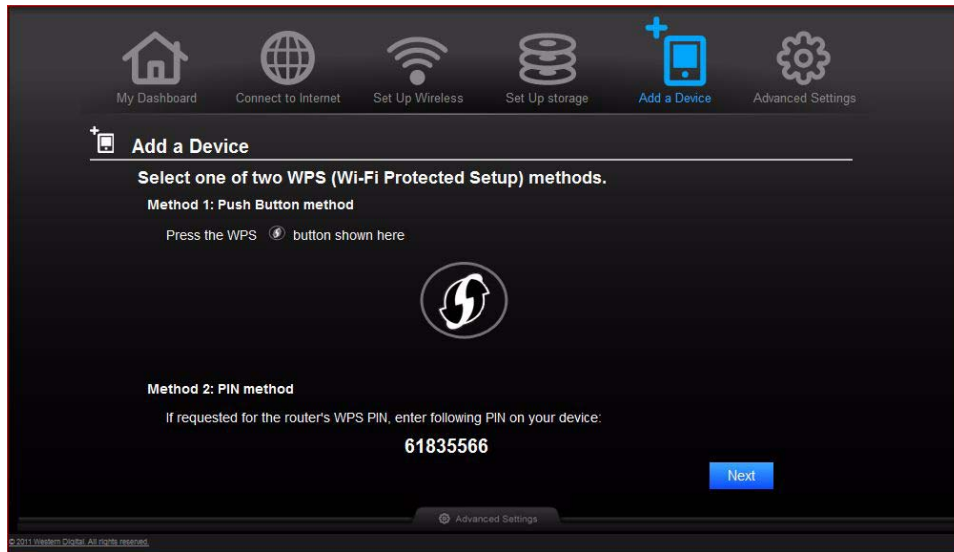 My Dashboard
Connect to Internet
Set Up Wireless
Set Up storage
Add a Device
Advanced Settings
Add a Device
Select one of two WPS (Wi-Fi Protected Setup) methods.
Method 1: Push Button method
Press the WPS button shown here
Method 2: PIN method
If requested for the router's WPS PIN, enter following PIN on your device:
61835566
Next
Advanced Settings
© 2011 Western Digital. All rights reserved.